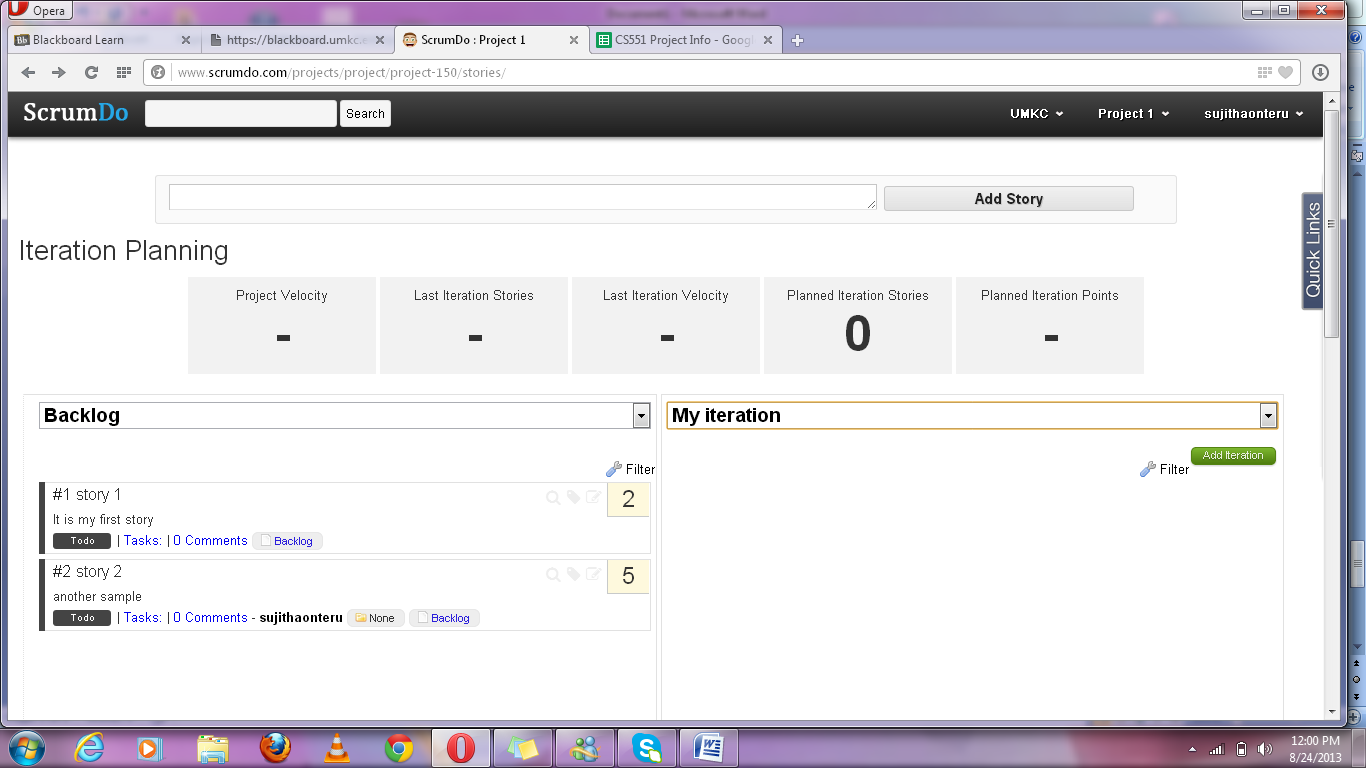 Opera
Blackboard Learn
https://blackboard.umkc.e
ScrumDo : Project 1
CS551 Project Info - Goog
www.scrumdo.com/projects/project/project-150/stories/
ScrumDo
Search
UMKC
Project 1
sujithaonteru
Add Story
Quick Links
Iteration Planning
Project Velocity
Last Iteration Stories
Last Iteration Velocity
Planned Iteration Stories
Planned Iteration Points
-
-
-
0
-
Backlog
My iteration
Filter
Filter
Add Iteration
#1 story 1
2
It is my first story
Todo | Tasks: | 0 Comments Backlog
#2 story 2
5
another sample
Todo | Tasks: | 0 Comments - sujithaonteru None Backlog
12:00 PM
8/24/2013